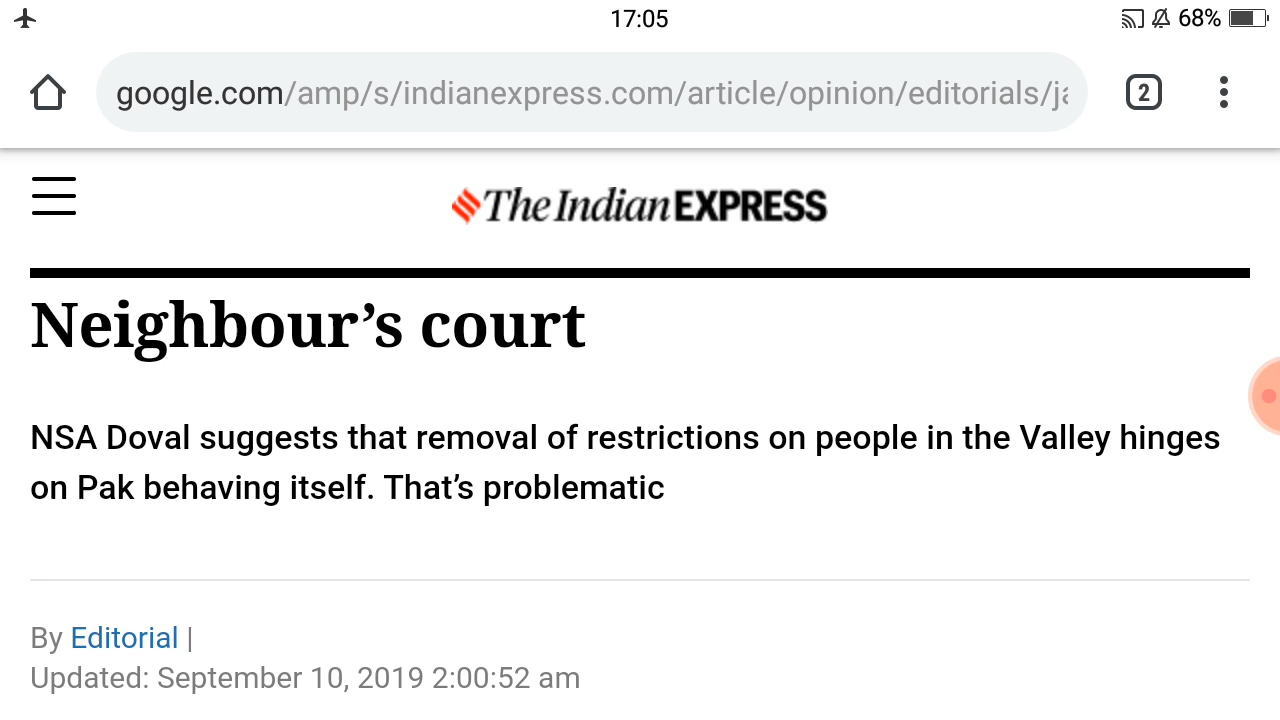 17:05
68%
google.com/amp/s/indianexpress.com/article/opinion/editorials/ja
2
The Indian EXPRESS
Neighbour’s court
NSA Doval suggests that removal of restrictions on people in the Valley hinges
on Pak behaving itself. That’s problematic
By Editorial |
Updated: September 10, 2019 2:00:52 am